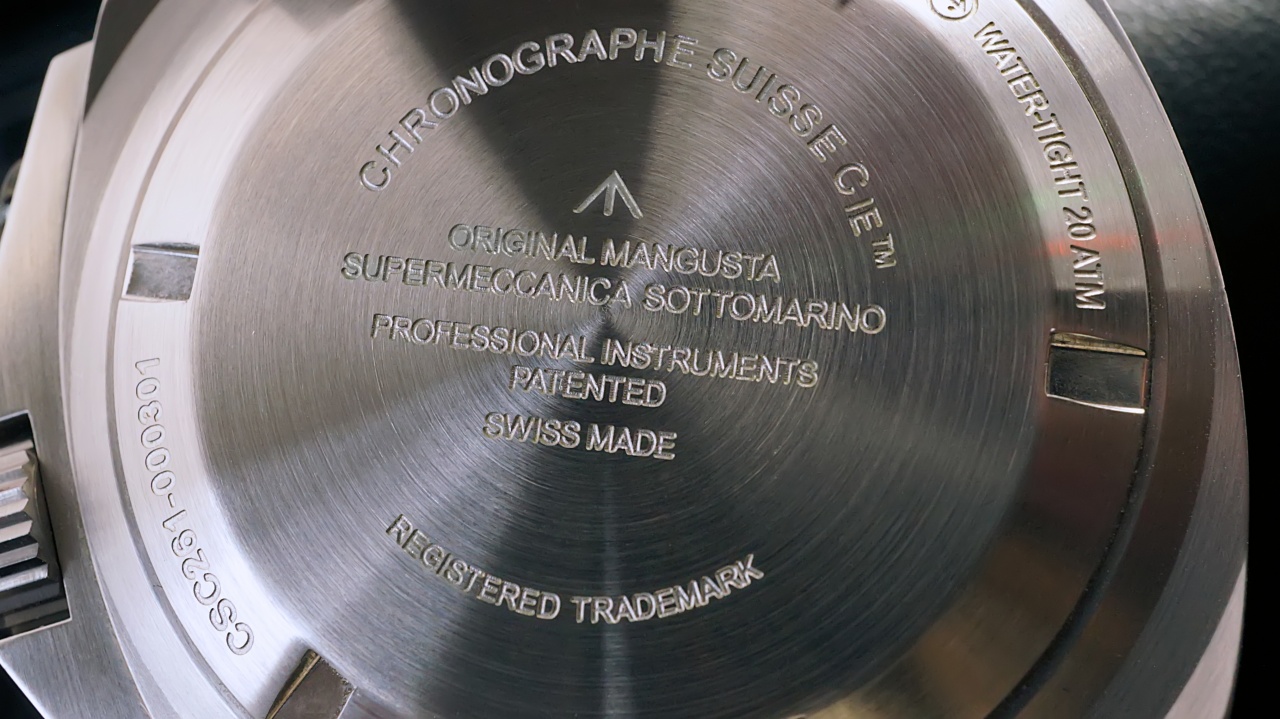 CHRONOGRAPHE SUISSE CIE™
ORIGINAL MANGUSTA
SUPERMECCANICA SOTTOMARINO
PROFESSIONAL INSTRUMENTS
PATENTED
SWISS MADE
REGISTERED TRADEMARK
WATER-TIGHT 20 ATM
CSC261-000301